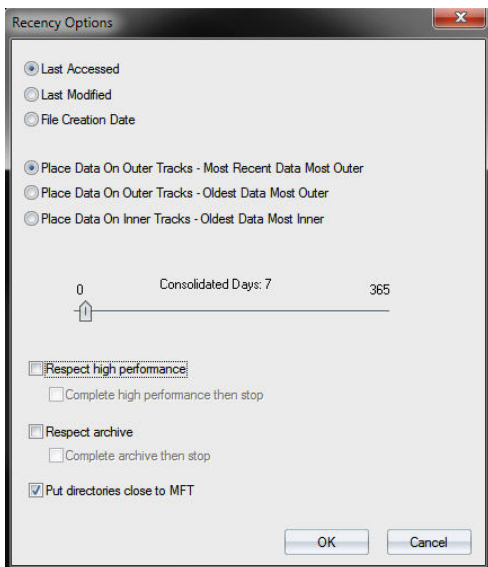 Recency Options
Last Accessed
Last Modified
File Creation Date
Place Data On Outer Tracks - Most Recent Data Most Outer
Place Data On Outer Tracks - Oldest Data Most Outer
Place Data On Inner Tracks - Oldest Data Most Inner
0 Consolidated Days: 7 365
Respect high performance
Complete high performance then stop
Respect archive
Complete archive then stop
Put directories close to MFT
OK Cancel